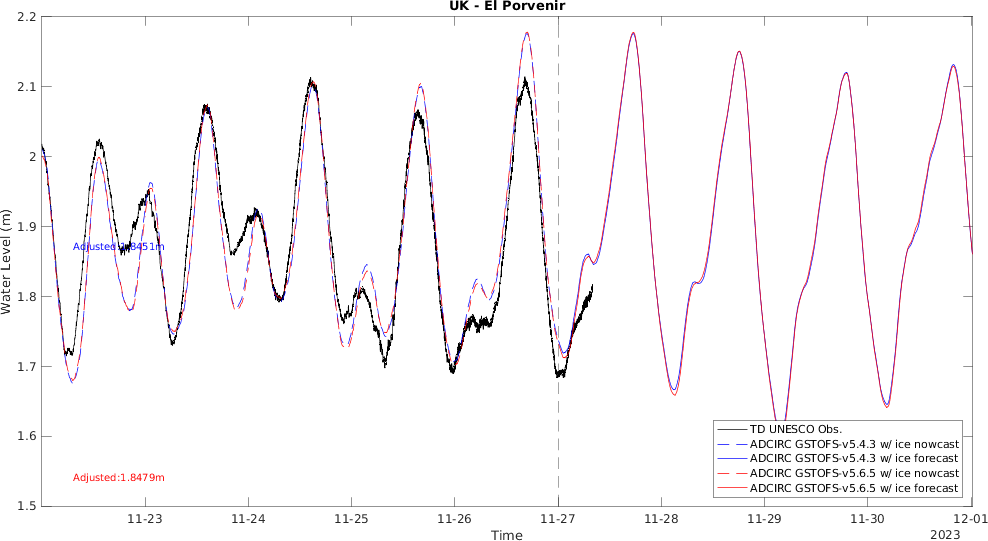 UK - El Porvenir
2.2
2.1
2
1.9
1.8
1.7
1.6
1.5
Water Level (m)
Adjusted:1.8451m
Adjusted:1.8479m
TD UNESCO Obs.
ADCIRC GSTOFS-v5.4.3 w/ ice nowcast
ADCIRC GSTOFS-v5.4.3 w/ ice forecast
ADCIRC GSTOFS-v5.6.5 w/ ice nowcast
ADCIRC GSTOFS-v5.6.5 w/ ice forecast
11-23 11-24 11-25 11-26 11-27 11-28 11-29 11-30 12-01
Time
2023